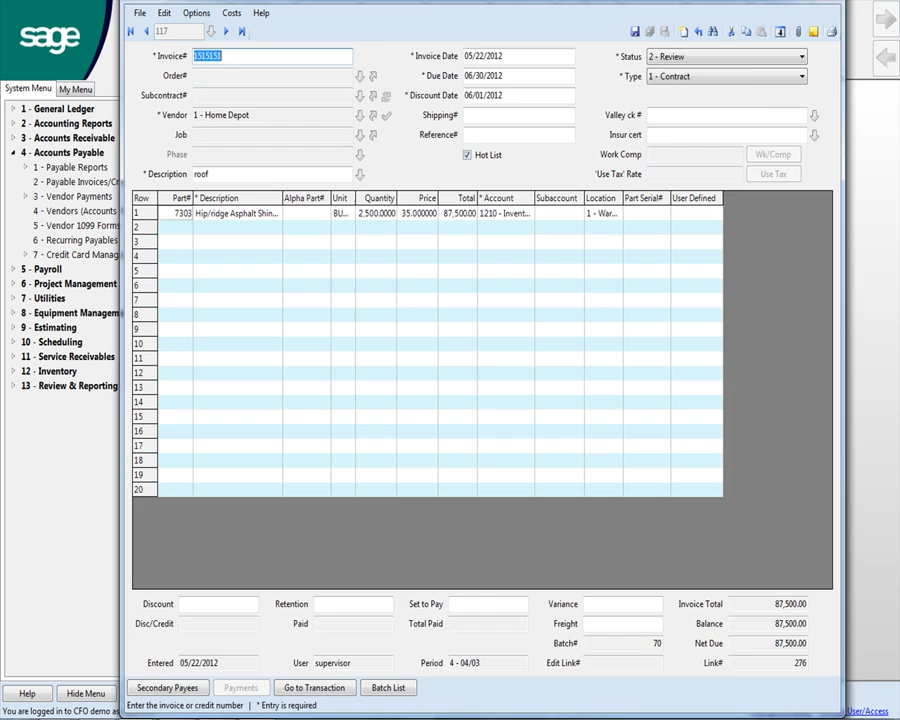 sage
System Menu My Menu
1 - General Ledger
2 - Accounting Reports
3 - Accounts Receivable
4 - Accounts Payable
1 - Payable Reports
2 - Payable Invoices/Cr
3 - Vendor Payments
4 - Vendors (Accounts
5 - Vendor 1099 Forms
6 - Recurring Payables
7 - Credit Card Manag
5 - Payroll
6 - Project Management
7 - Utilities
8 - Equipment Managem
9 - Estimating
10 - Scheduling
11 - Service Receivables
12 - Inventory
13 - Review & Reporting
Help Hide Menu
You are logged in to CFO demo as
File Edit Options Costs Help
117
* Invoice# 1515151 * Invoice Date 05/22/2012 * Status 2 - Review
Order# * Due Date 06/30/2012 * Type 1 - Contract
Subcontract# * Discount Date 06/01/2012
* Vendor 1 - Home Depot Shipping# Valley ck #
Job Reference# Insur cert
Phase Hot List Work Comp Wk/Comp
* Description roof 'Use Tax' Rate Use Tax
Row Part# * Description Alpha Part# Unit Quantity Price Total * Account Subaccount Location Part Serial# User Defined
1 7303 Hip/ridge Asphalt Shin... BU... 2,500.0000 35.000000 87,500.00 1210 - Invent... 1 - War...
2
3
4
5
6
7
8
9
10
11
12
13
14
15
16
17
18
19
20
Discount Retention Set to Pay Variance Invoice Total 87,500.00
Disc/Credit Paid Total Paid Freight Balance 87,500.00
Batch# 70 Net Due 87,500.00
Entered 05/22/2012 User supervisor Period 4 - 04/03 Edit Link# Link# 276
Secondary Payees Payments Go to Transaction Batch List
Enter the invoice or credit number | * Entry is required
User/Access